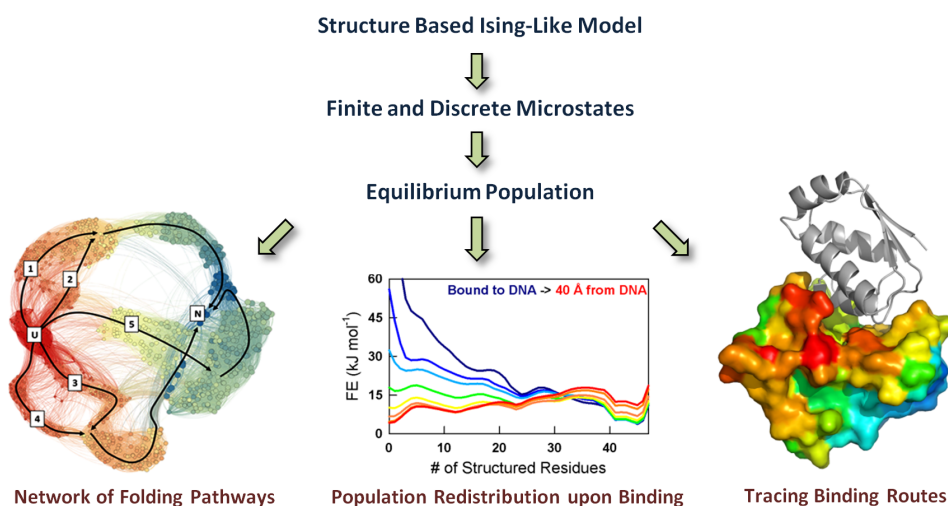 Structure Based Ising-Like Model
Finite and Discrete Microstates
Equilibrium Population
1
2
U
5
N
3
4
60
45
30
15
0
FE (kJ mol⁻¹)
Bound to DNA -> 40 Å from DNA
0
20
40
# of Structured Residues
Network of Folding Pathways
Population Redistribution upon Binding
Tracing Binding Routes